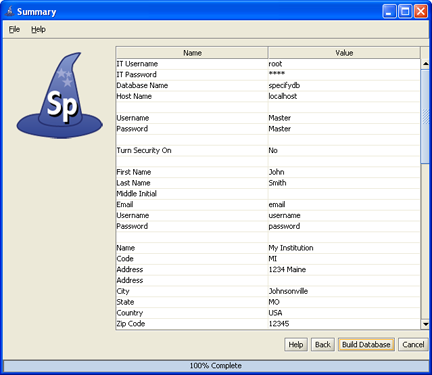 Summary
File Help
Sp
Name Value
IT Username root
IT Password ****
Database Name specifydb
Host Name localhost
Username Master
Password Master
Turn Security On No
First Name John
Last Name Smith
Middle Initial
Email email
Username username
Password password
Name My Institution
Code MI
Address 1234 Maine
Address
City Johnsonville
State MO
Country USA
Zip Code 12345
Help Back Build Database Cancel
100% Complete